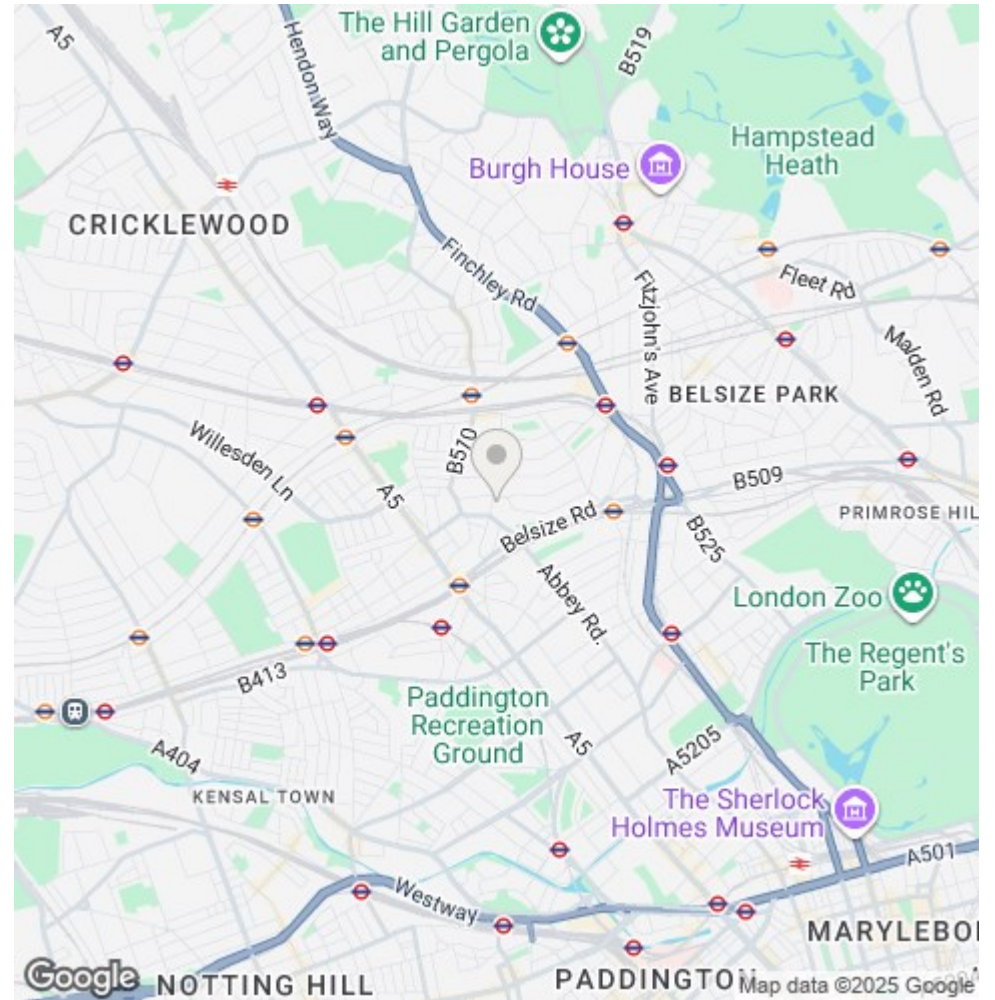 A5
Hendon Way
The Hill Garden
and Pergola
B519
Hampstead
Heath
Burgh House
CRICKLEWOOD
Finchley Rd
Fitzjohn's Ave
Fleet Rd
Malden Rd
BELSIZE PARK
Willesden Ln
B510
A5
B509
Belsize Rd
B525
PRIMROSE HIL
Abbey Rd.
London Zoo
The Regent's
Park
B413
Paddington
Recreation
Ground
A5
A5205
A404
KENSAL TOWN
The Sherlock
Holmes Museum
A501
Westway
MARYLEBO
Google
NOTTING HILL
PADDINGTON
Map data ©2025 Google